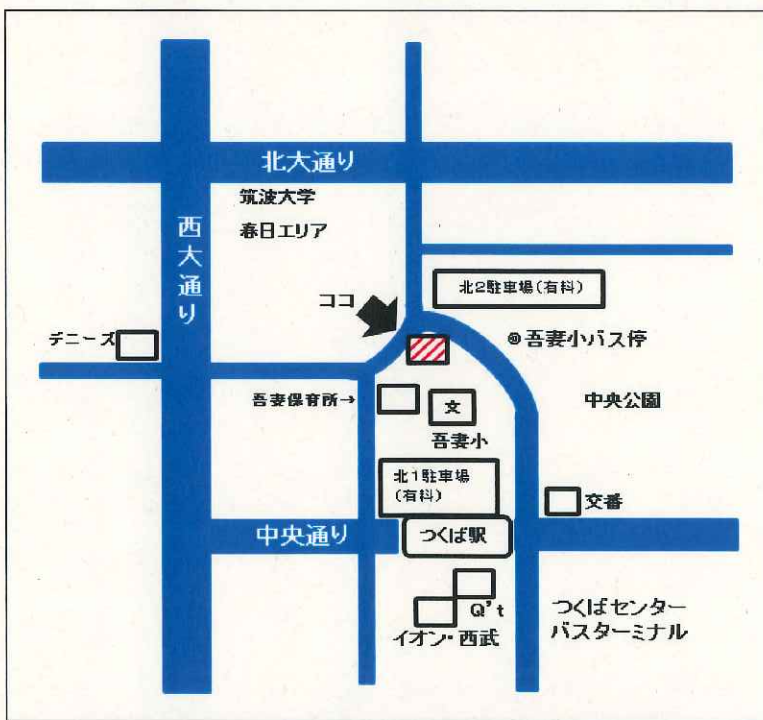 北大通り
筑波大学
春日エリア
西大通り
北2駐車場(有料)
ココ
デニーズ
◎吾妻小バス停
吾妻保育所→
文
中央公園
吾妻小
北1駐車場
(有料)
交番
中央通り
つくば駅
Q't
イオン・西武
つくばセンター
バスターミナル